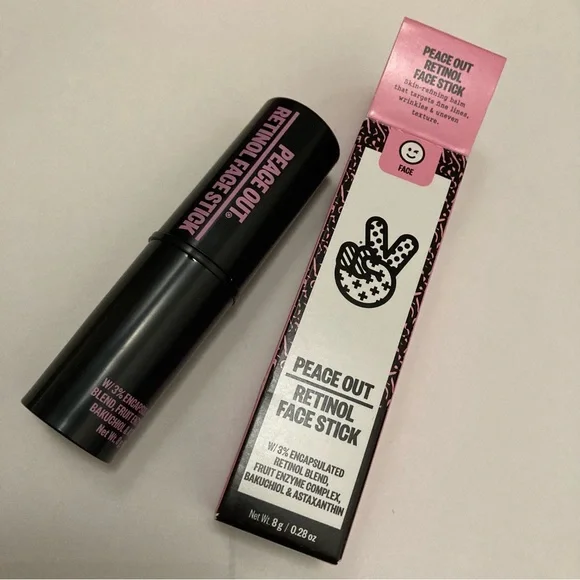 PEACE OUT®
RETINOL FACE STICK
W/ 3% ENCAPSULATED
BLEND, FRUIT
BAKUCHIOL
Net Wt.
PEACE OUT
RETINOL
FACE STICK
Skin-refining balm
that targets fine lines,
wrinkles & uneven
texture.
FACE
PEACE OUT
RETINOL
FACE STICK
W/ 3% ENCAPSULATED
RETINOL BLEND,
FRUIT ENZYME COMPLEX,
BAKUCHIOL & ASTAXANTHIN
Net Wt. 8 g / 0.28 oz